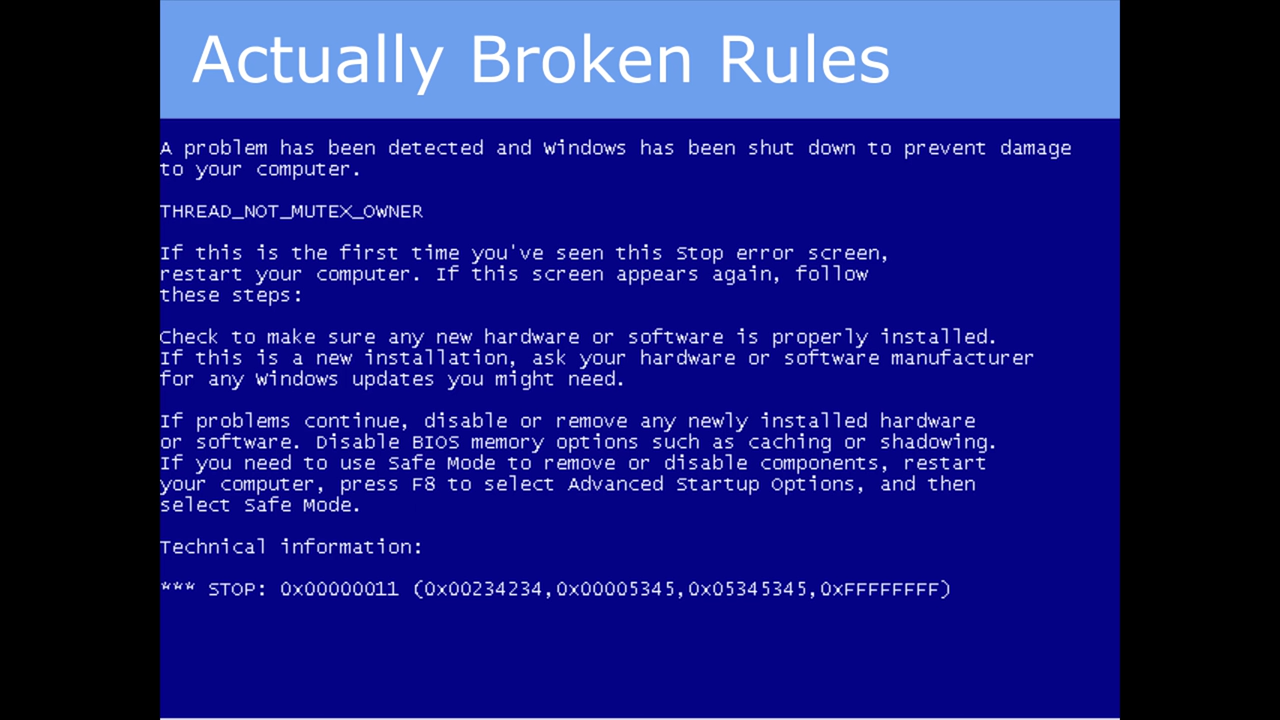 Actually Broken Rules
A problem has been detected and Windows has been shut down to prevent damage
to your computer.
THREAD_NOT_MUTEX_OWNER
If this is the first time you've seen this Stop error screen,
restart your computer. If this screen appears again, follow
these steps:
Check to make sure any new hardware or software is properly installed.
If this is a new installation, ask your hardware or software manufacturer
for any Windows updates you might need.
If problems continue, disable or remove any newly installed hardware
or software. Disable BIOS memory options such as caching or shadowing.
If you need to use Safe Mode to remove or disable components, restart
your computer, press F8 to select Advanced Startup Options, and then
select Safe Mode.
Technical information:
*** STOP: 0x00000011 (0x00234234,0x00005345,0x05345345,0xFFFFFFFF)